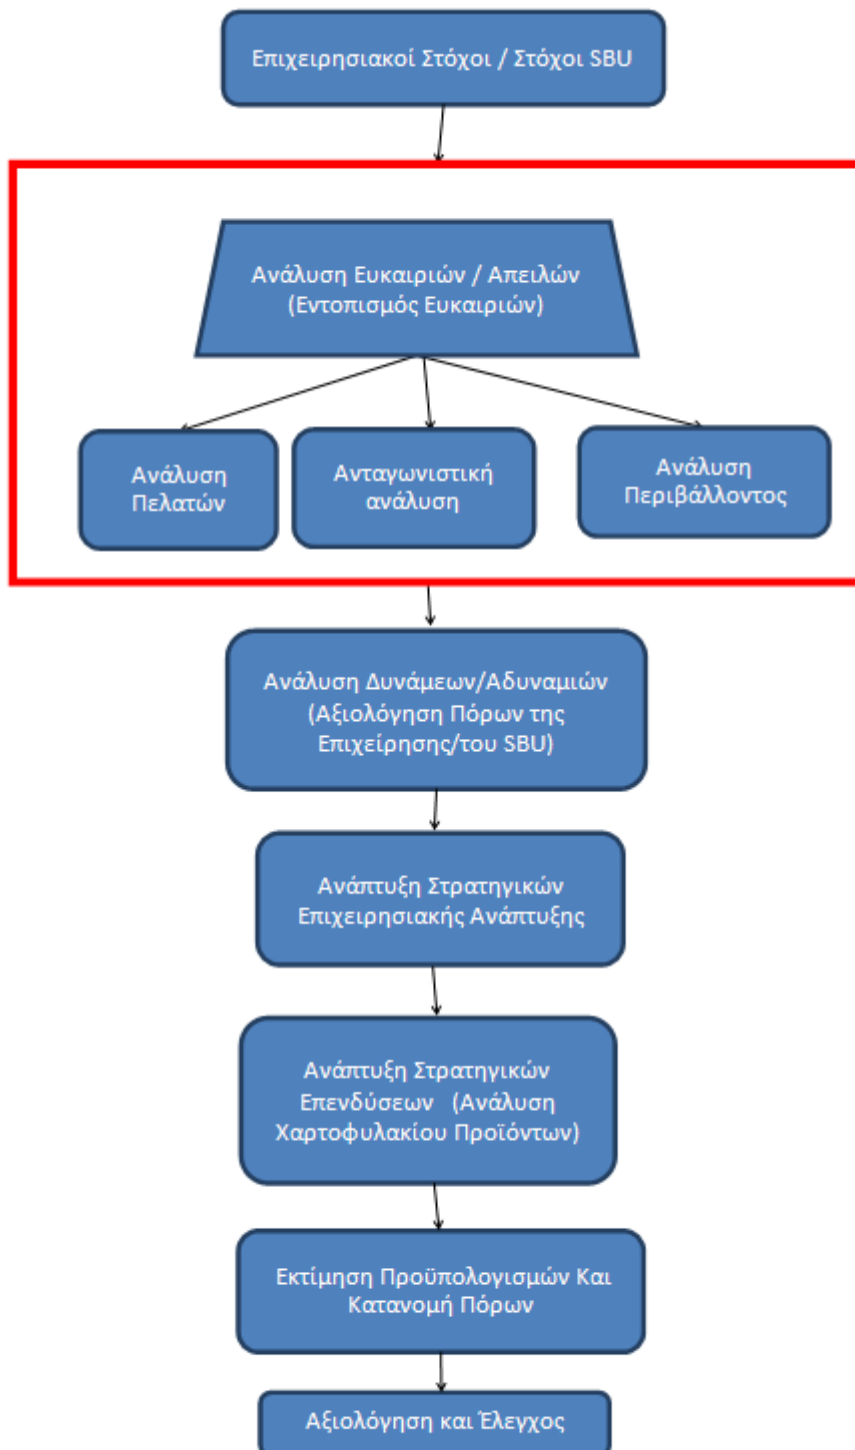 Επιχειρησιακοί Στόχοι / Στόχοι SBU
Ανάλυση Ευκαιριών / Απειλών
(Εντοπισμός Ευκαιριών)
Ανάλυση
Πελατών
Ανταγωνιστική
ανάλυση
Ανάλυση
Περιβάλλοντος
Ανάλυση Δυνάμεων/Αδυναμιών
(Αξιολόγηση Πόρων της
Επιχείρησης/του SBU)
Ανάπτυξη Στρατηγικών
Επιχειρησιακής Ανάπτυξης
Ανάπτυξη Στρατηγικών
Επενδύσεων (Ανάλυση
Χαρτοφυλακίου Προϊόντων)
Εκτίμηση Προϋπολογισμών Και
Κατανομή Πόρων
Αξιολόγηση και Έλεγχος